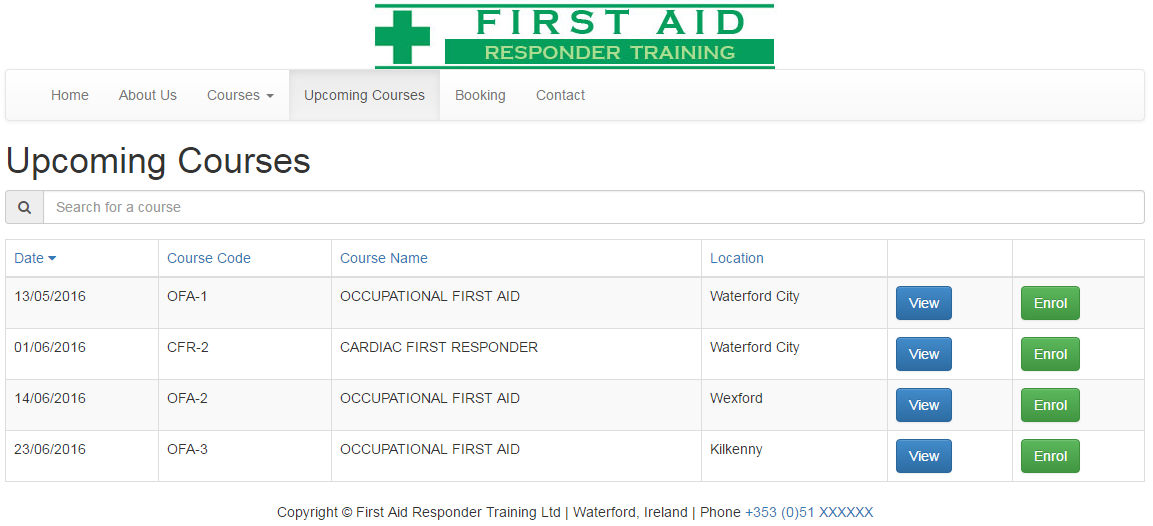 FIRST AID
RESPONDER TRAINING
Home About Us Courses Upcoming Courses Booking Contact
Upcoming Courses
Search for a course
Date Course Code Course Name Location
13/05/2016 OFA-1 OCCUPATIONAL FIRST AID Waterford City View Enrol
01/06/2016 CFR-2 CARDIAC FIRST RESPONDER Waterford City View Enrol
14/06/2016 OFA-2 OCCUPATIONAL FIRST AID Wexford View Enrol
23/06/2016 OFA-3 OCCUPATIONAL FIRST AID Kilkenny View Enrol
Copyright © First Aid Responder Training Ltd | Waterford, Ireland | Phone +353 (0)51 XXXXXX